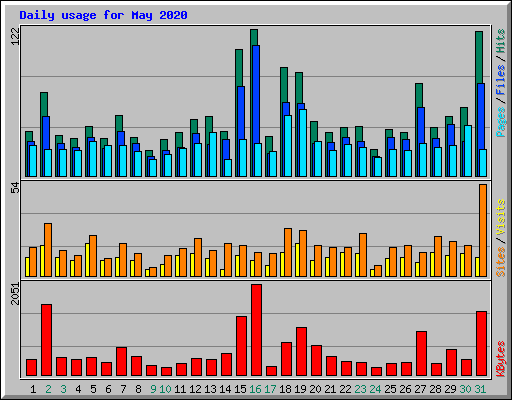 Daily usage for May 2020
122
Pages/Files/Hits
54
Sites/Visits
2051
KBytes
1 2 3 4 5 6 7 8 9 10 11 12 13 14 15 16 17 18 19 20 21 22 23 24 25 26 27 28 29 30 31